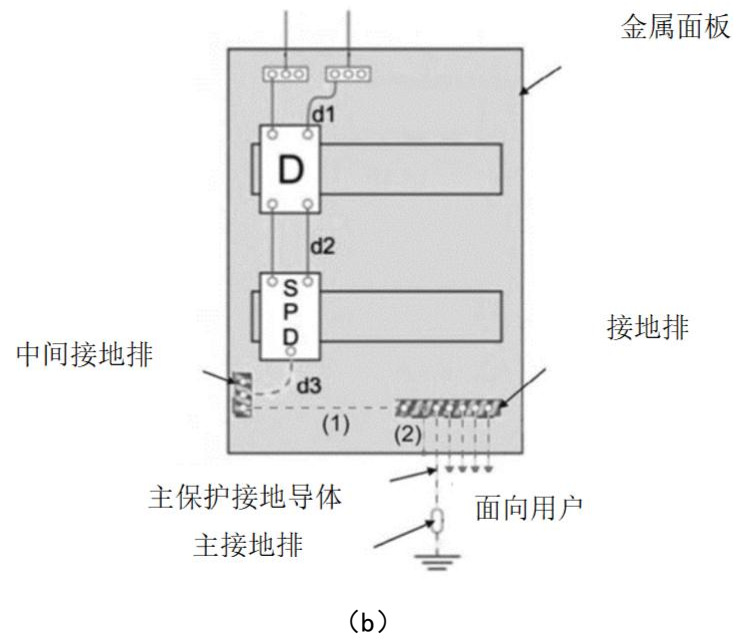 金属面板
d1
D
d2
S
P
D
接地排
中间接地排
d3
(1)
(2)
主保护接地导体
面向用户
主接地排
（b）